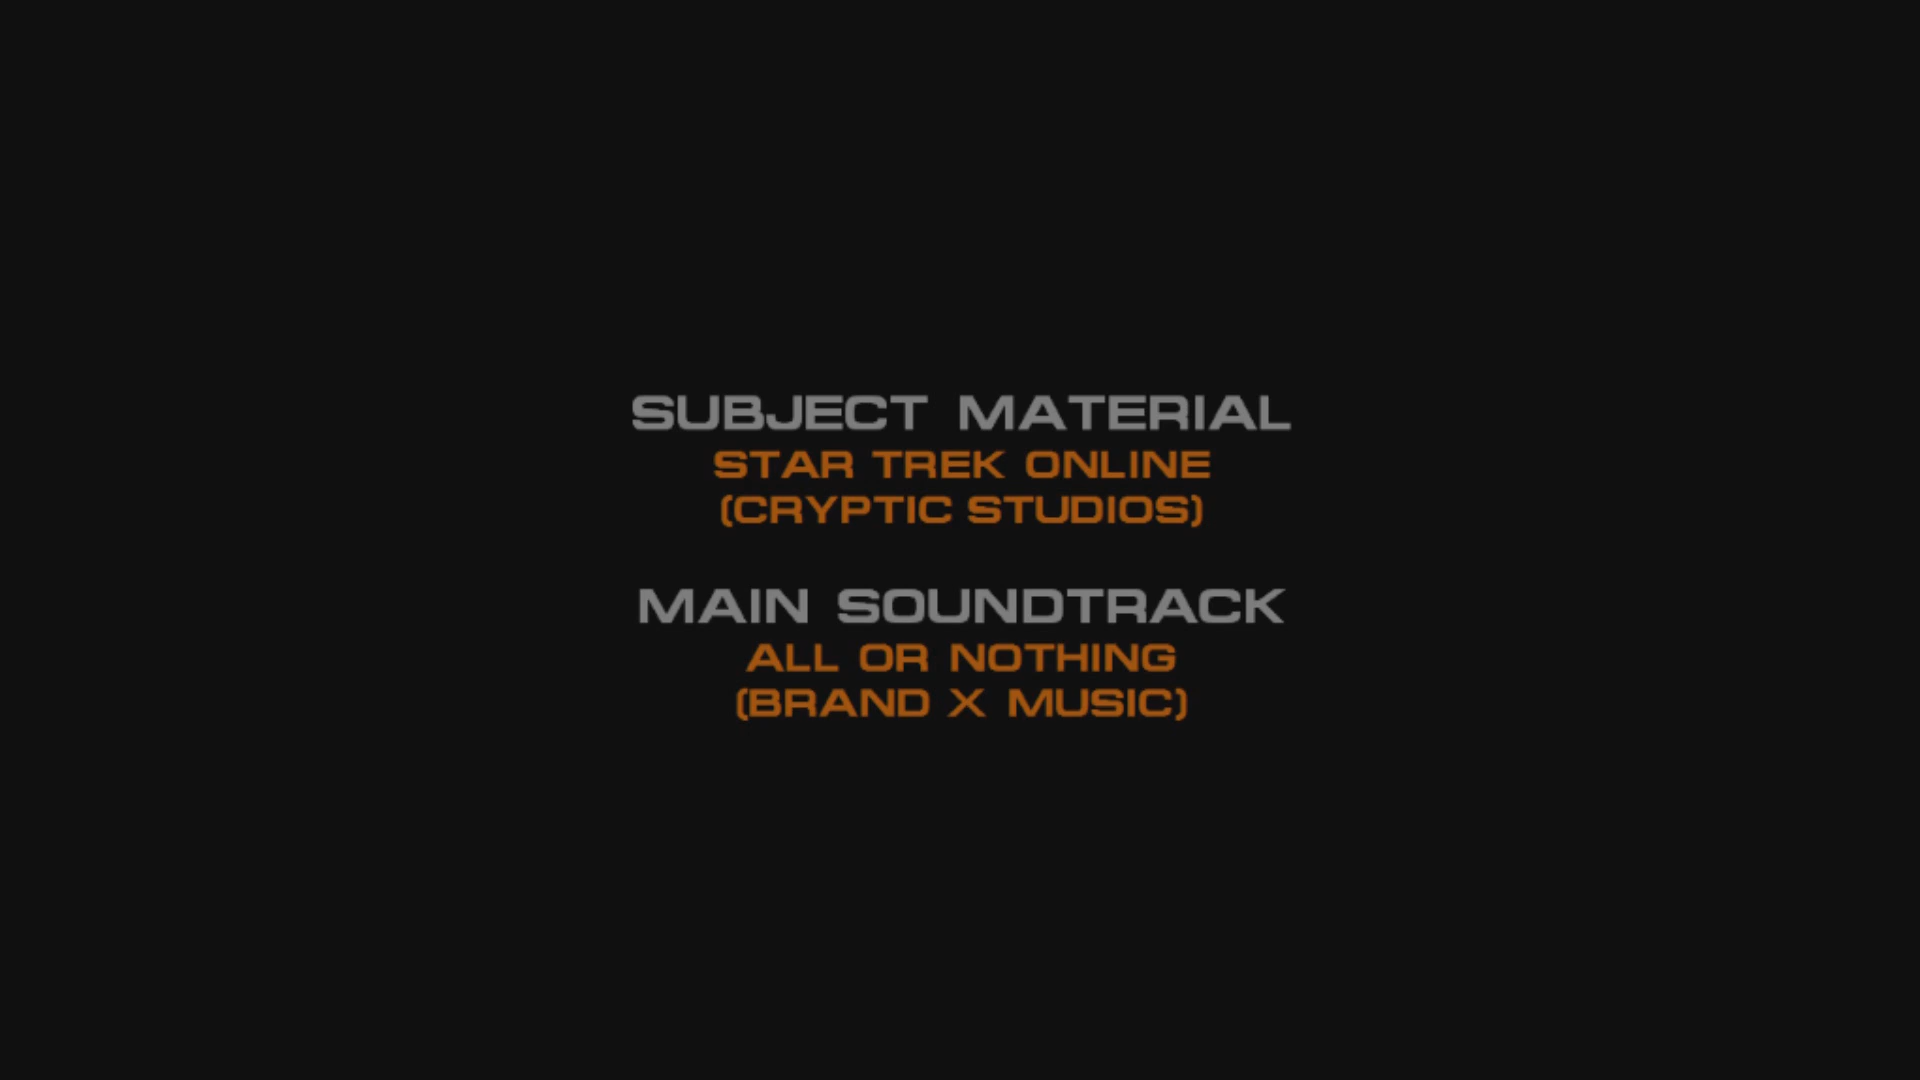 SUBJECT MATERIAL
STAR TREK ONLINE
(CRYPTIC STUDIOS)
MAIN SOUNDTRACK
ALL OR NOTHING
(BRAND X MUSIC)